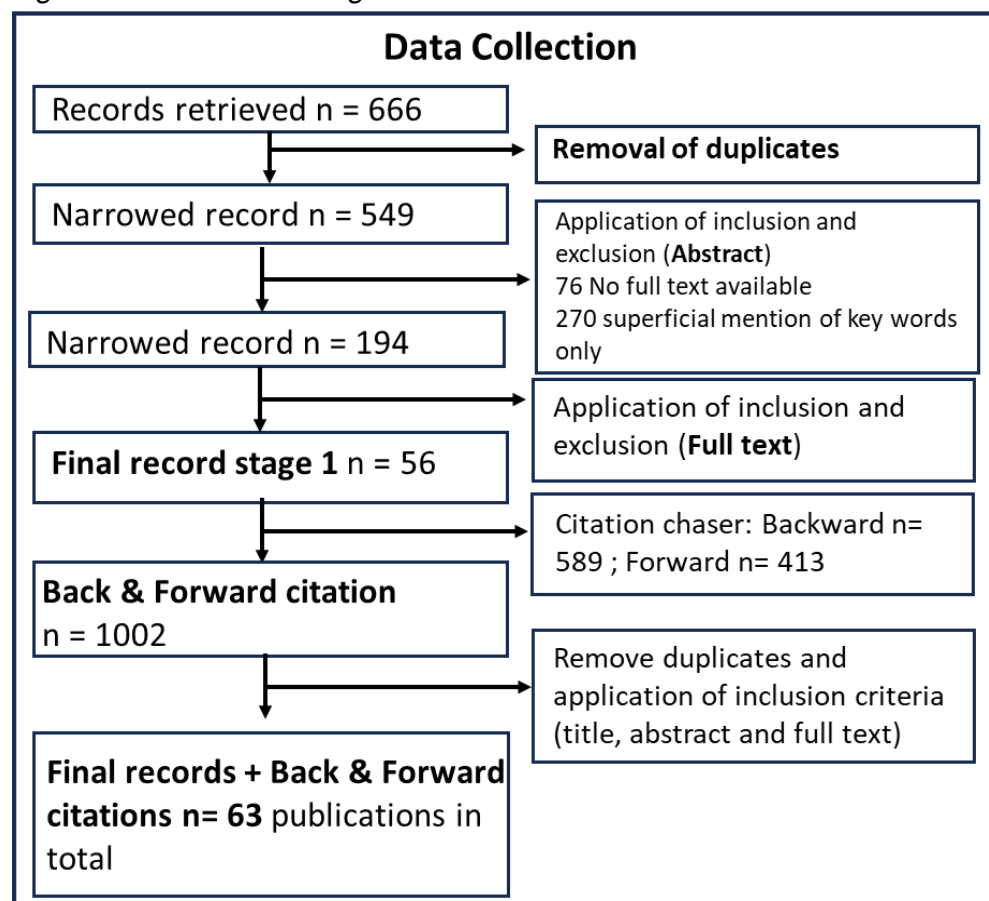 Data Collection
Records retrieved n = 666
Removal of duplicates
Narrowed record n = 549
Application of inclusion and
exclusion (Abstract)
76 No full text available
270 superficial mention of key words
only
Narrowed record n = 194
Application of inclusion and
exclusion (Full text)
Final record stage 1 n = 56
Citation chaser: Backward n=
589 ; Forward n= 413
Back & Forward citation
n = 1002
Remove duplicates and
application of inclusion criteria
(title, abstract and full text)
Final records + Back & Forward
citations n= 63 publications in
total